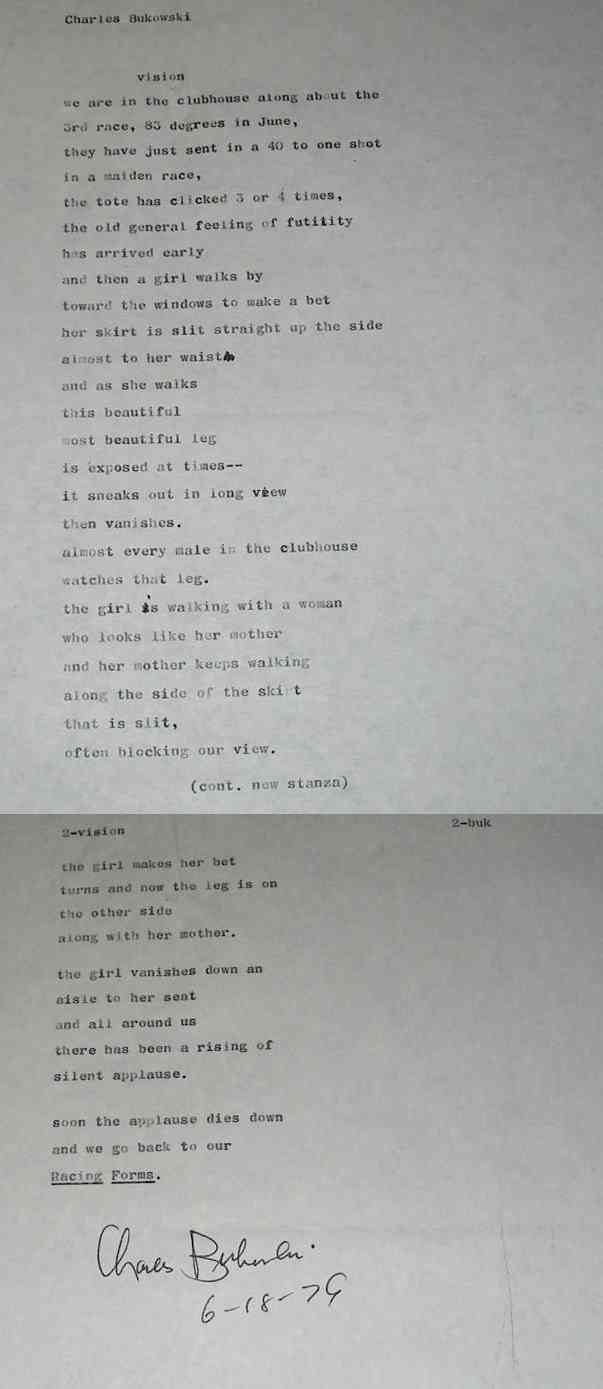 Charles Bukowski
vision
we are in the clubhouse along about the
3rd race, 83 degrees in June,
they have just sent in a 40 to one shot
in a maiden race,
the tote has clicked 3 or 4 times,
the old general feeling of futility
has arrived early
and then a girl walks by
toward the windows to make a bet
her skirt is slit straight up the side
almost to her waist
and as she walks
this beautiful
most beautiful leg
is exposed at times--
it sneaks out in long view
then vanishes.
almost every male in the clubhouse
watches that leg.
the girl is walking with a woman
who looks like her mother
and her mother keeps walking
along the side of the skirt
that is slit,
often blocking our view.
(cont. new stanza)
2-vision 2-buk
the girl makes her bet
turns and now the leg is on
the other side
along with her mother.
the girl vanishes down an
aisle to her seat
and all around us
there has been a rising of
silent applause.
soon the applause dies down
and we go back to our
Racing Forms.
Charles Bukowski.
6-18-79